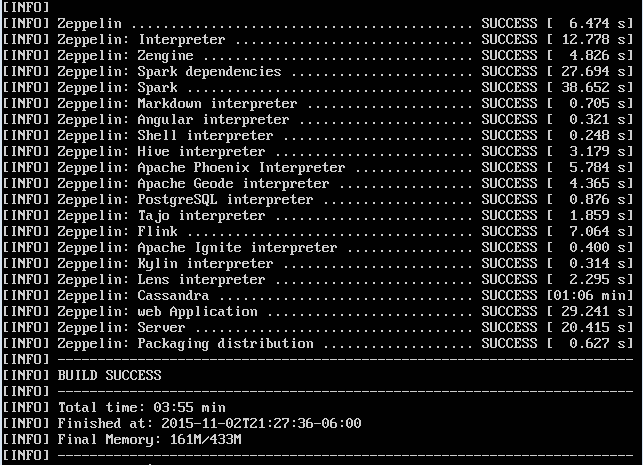 [INFO]
[INFO] Zeppelin ........................................... SUCCESS [  6.474 s]
[INFO] Zeppelin: Interpreter .............................. SUCCESS [ 12.778 s]
[INFO] Zeppelin: Zengine .................................. SUCCESS [  4.826 s]
[INFO] Zeppelin: Spark dependencies ....................... SUCCESS [ 27.694 s]
[INFO] Zeppelin: Spark .................................... SUCCESS [ 38.652 s]
[INFO] Zeppelin: Markdown interpreter ..................... SUCCESS [  0.705 s]
[INFO] Zeppelin: Angular interpreter ...................... SUCCESS [  0.321 s]
[INFO] Zeppelin: Shell interpreter ........................ SUCCESS [  0.248 s]
[INFO] Zeppelin: Hive interpreter ......................... SUCCESS [  3.179 s]
[INFO] Zeppelin: Apache Phoenix Interpreter ............... SUCCESS [  5.784 s]
[INFO] Zeppelin: Apache Geode interpreter ................. SUCCESS [  4.365 s]
[INFO] Zeppelin: PostgreSQL interpreter ................... SUCCESS [  0.876 s]
[INFO] Zeppelin: Tajo interpreter ......................... SUCCESS [  1.859 s]
[INFO] Zeppelin: Flink .................................... SUCCESS [  7.064 s]
[INFO] Zeppelin: Apache Ignite interpreter ................ SUCCESS [  0.400 s]
[INFO] Zeppelin: Kylin interpreter ........................ SUCCESS [  0.314 s]
[INFO] Zeppelin: Lens interpreter ......................... SUCCESS [  2.295 s]
[INFO] Zeppelin: Cassandra ................................ SUCCESS [01:06 min]
[INFO] Zeppelin: web Application .......................... SUCCESS [ 29.241 s]
[INFO] Zeppelin: Server ................................... SUCCESS [ 20.415 s]
[INFO] Zeppelin: Packaging distribution ................... SUCCESS [  0.627 s]
[INFO] ------------------------------------------------------------------------
[INFO] BUILD SUCCESS
[INFO] ------------------------------------------------------------------------
[INFO] Total time: 03:55 min
[INFO] Finished at: 2015-11-02T21:27:36-06:00
[INFO] Final Memory: 161M/433M
[INFO] ------------------------------------------------------------------------